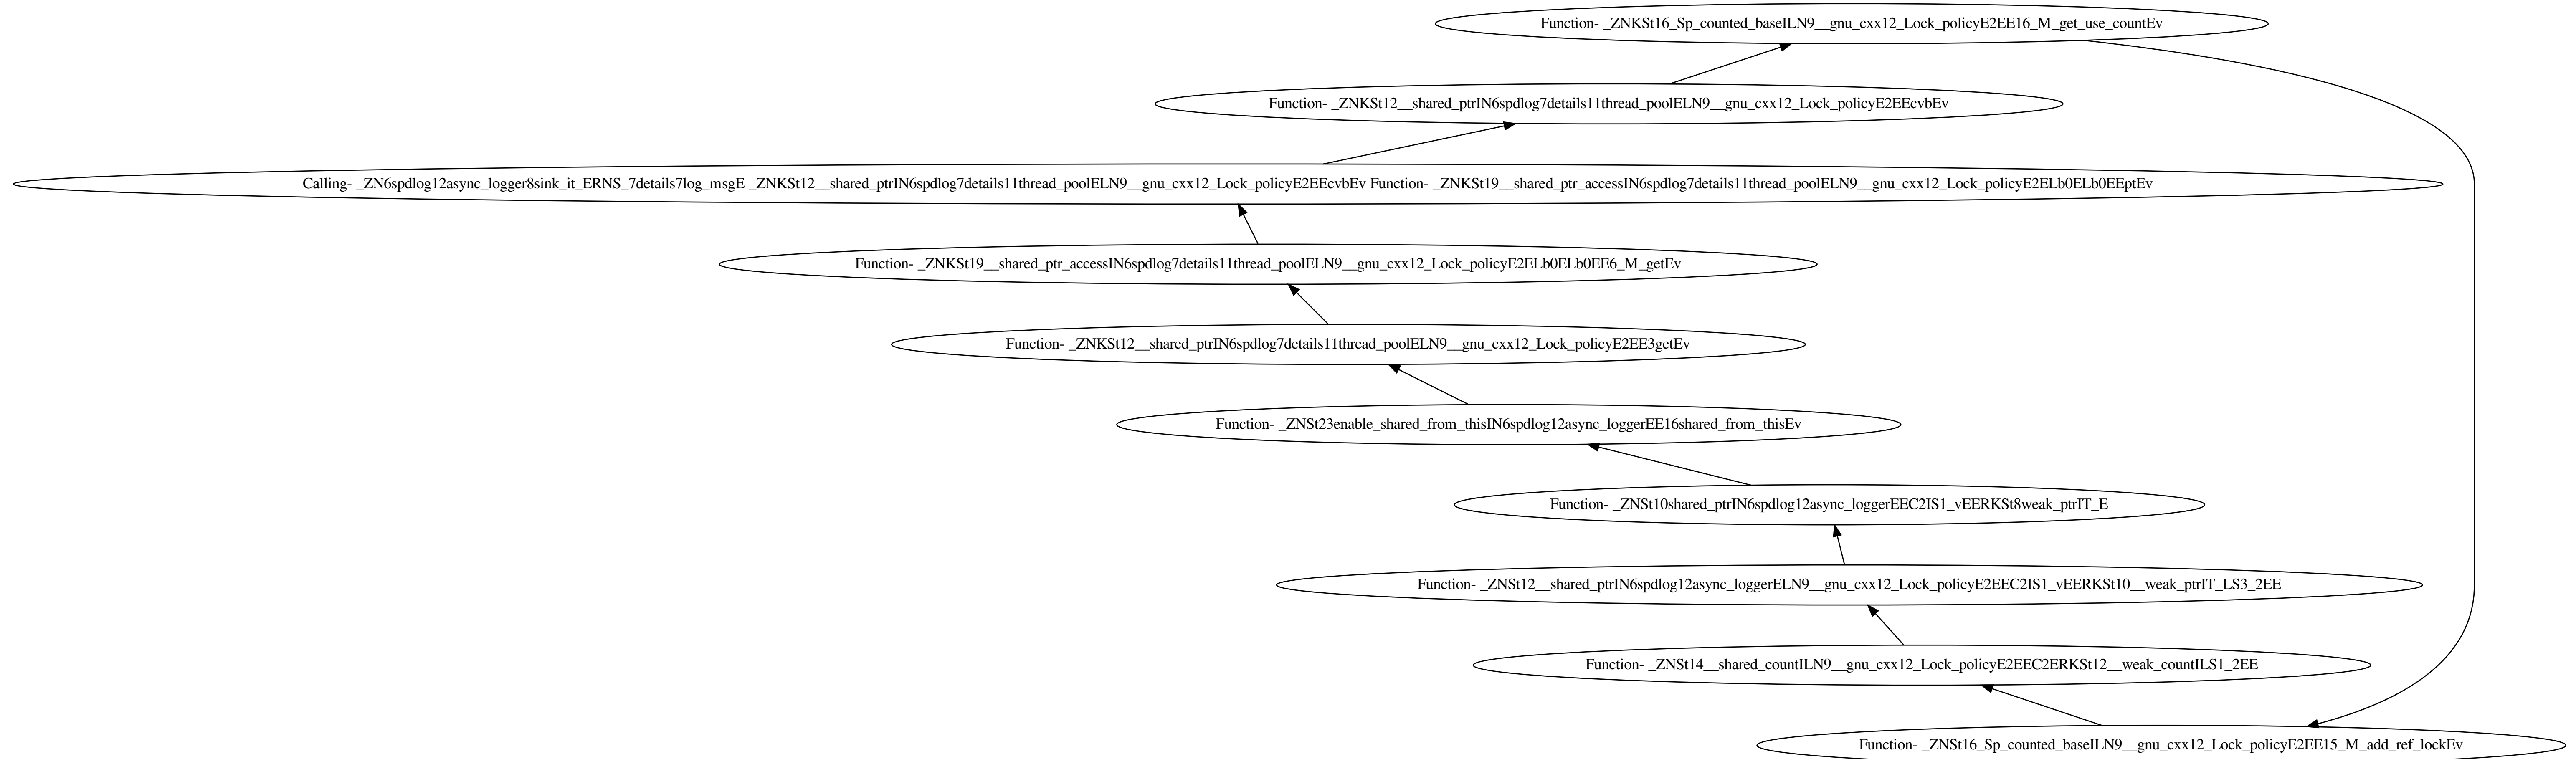 Function- _ZNKSt16_Sp_counted_baseILN9__gnu_cxx12_Lock_policyE2EE16_M_get_use_countEv
Function- _ZNKSt12__shared_ptrIN6spdlog7details11thread_poolELN9__gnu_cxx12_Lock_policyE2EEcvbEv
Calling- _ZN6spdlog12async_logger8sink_it_ERNS_7details7log_msgE _ZNKSt12__shared_ptrIN6spdlog7details11thread_poolELN9__gnu_cxx12_Lock_policyE2EEcvbEv Function- _ZNKSt19__shared_ptr_accessIN6spdlog7details11thread_poolELN9__gnu_cxx12_Lock_policyE2ELb0ELb0EEptEv
Function- _ZNKSt19__shared_ptr_accessIN6spdlog7details11thread_poolELN9__gnu_cxx12_Lock_policyE2ELb0ELb0EE6_M_getEv
Function- _ZNKSt12__shared_ptrIN6spdlog7details11thread_poolELN9__gnu_cxx12_Lock_policyE2EE3getEv
Function- _ZNSt23enable_shared_from_thisIN6spdlog12async_loggerEE16shared_from_thisEv
Function- _ZNSt10shared_ptrIN6spdlog12async_loggerEEC2IS1_vEERKSt8weak_ptrIT_E
Function- _ZNSt12__shared_ptrIN6spdlog12async_loggerELN9__gnu_cxx12_Lock_policyE2EEC2IS1_vEERKSt10__weak_ptrIT_LS3_2EE
Function- _ZNSt14__shared_countILN9__gnu_cxx12_Lock_policyE2EEC2ERKSt12__weak_countILS1_2EE
Function- _ZNSt16_Sp_counted_baseILN9__gnu_cxx12_Lock_policyE2EE15_M_add_ref_lockEv